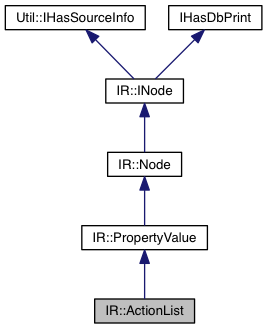 Util::IHasSourceInfo
IHasDbPrint
IR::INode
IR::Node
IR::PropertyValue
IR::ActionList